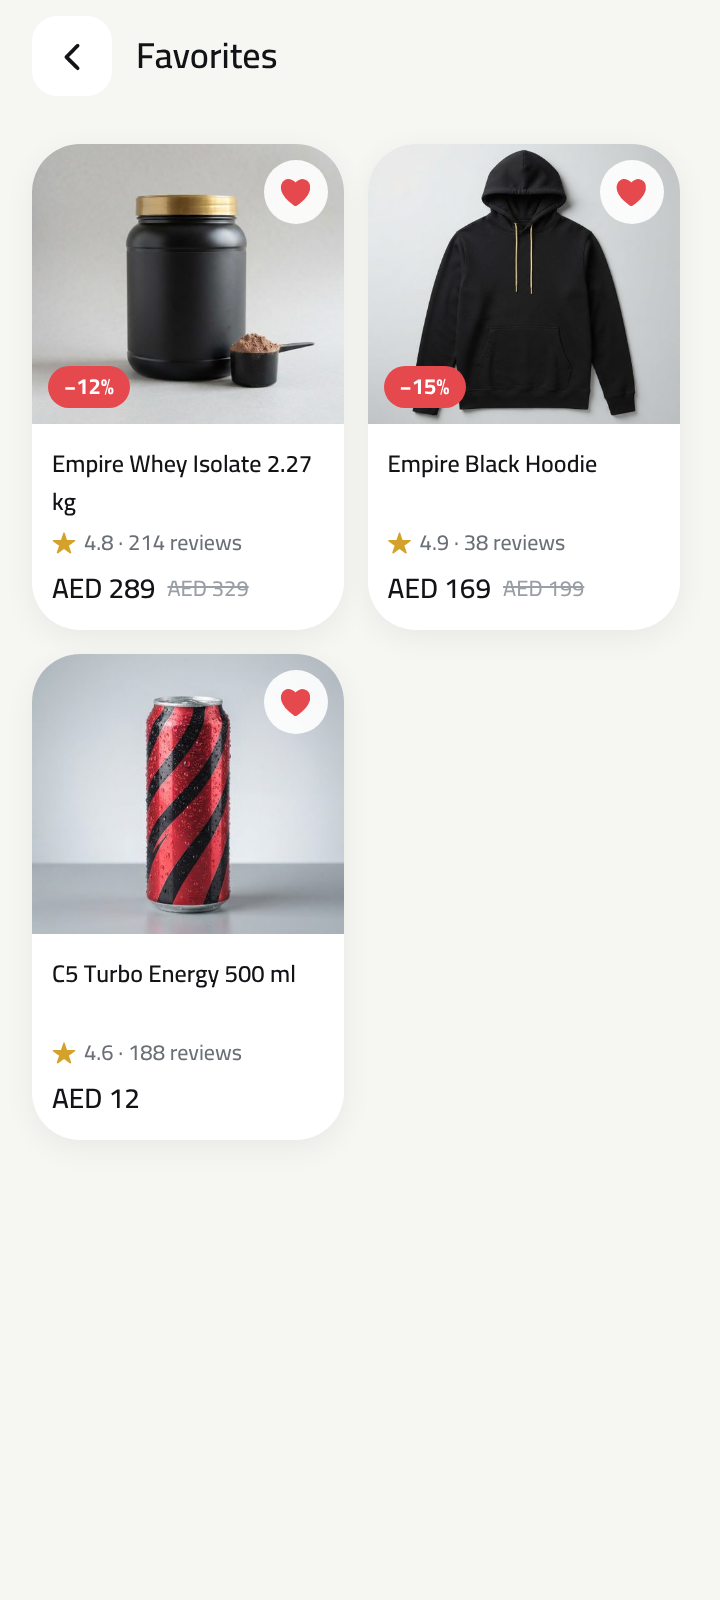 Favorites
−12%
Empire Whey Isolate 2.27
kg
4.8 · 214 reviews
AED 289 AED 329
−15%
Empire Black Hoodie
4.9 · 38 reviews
AED 169 AED 199
C5 Turbo Energy 500 ml
4.6 · 188 reviews
AED 12